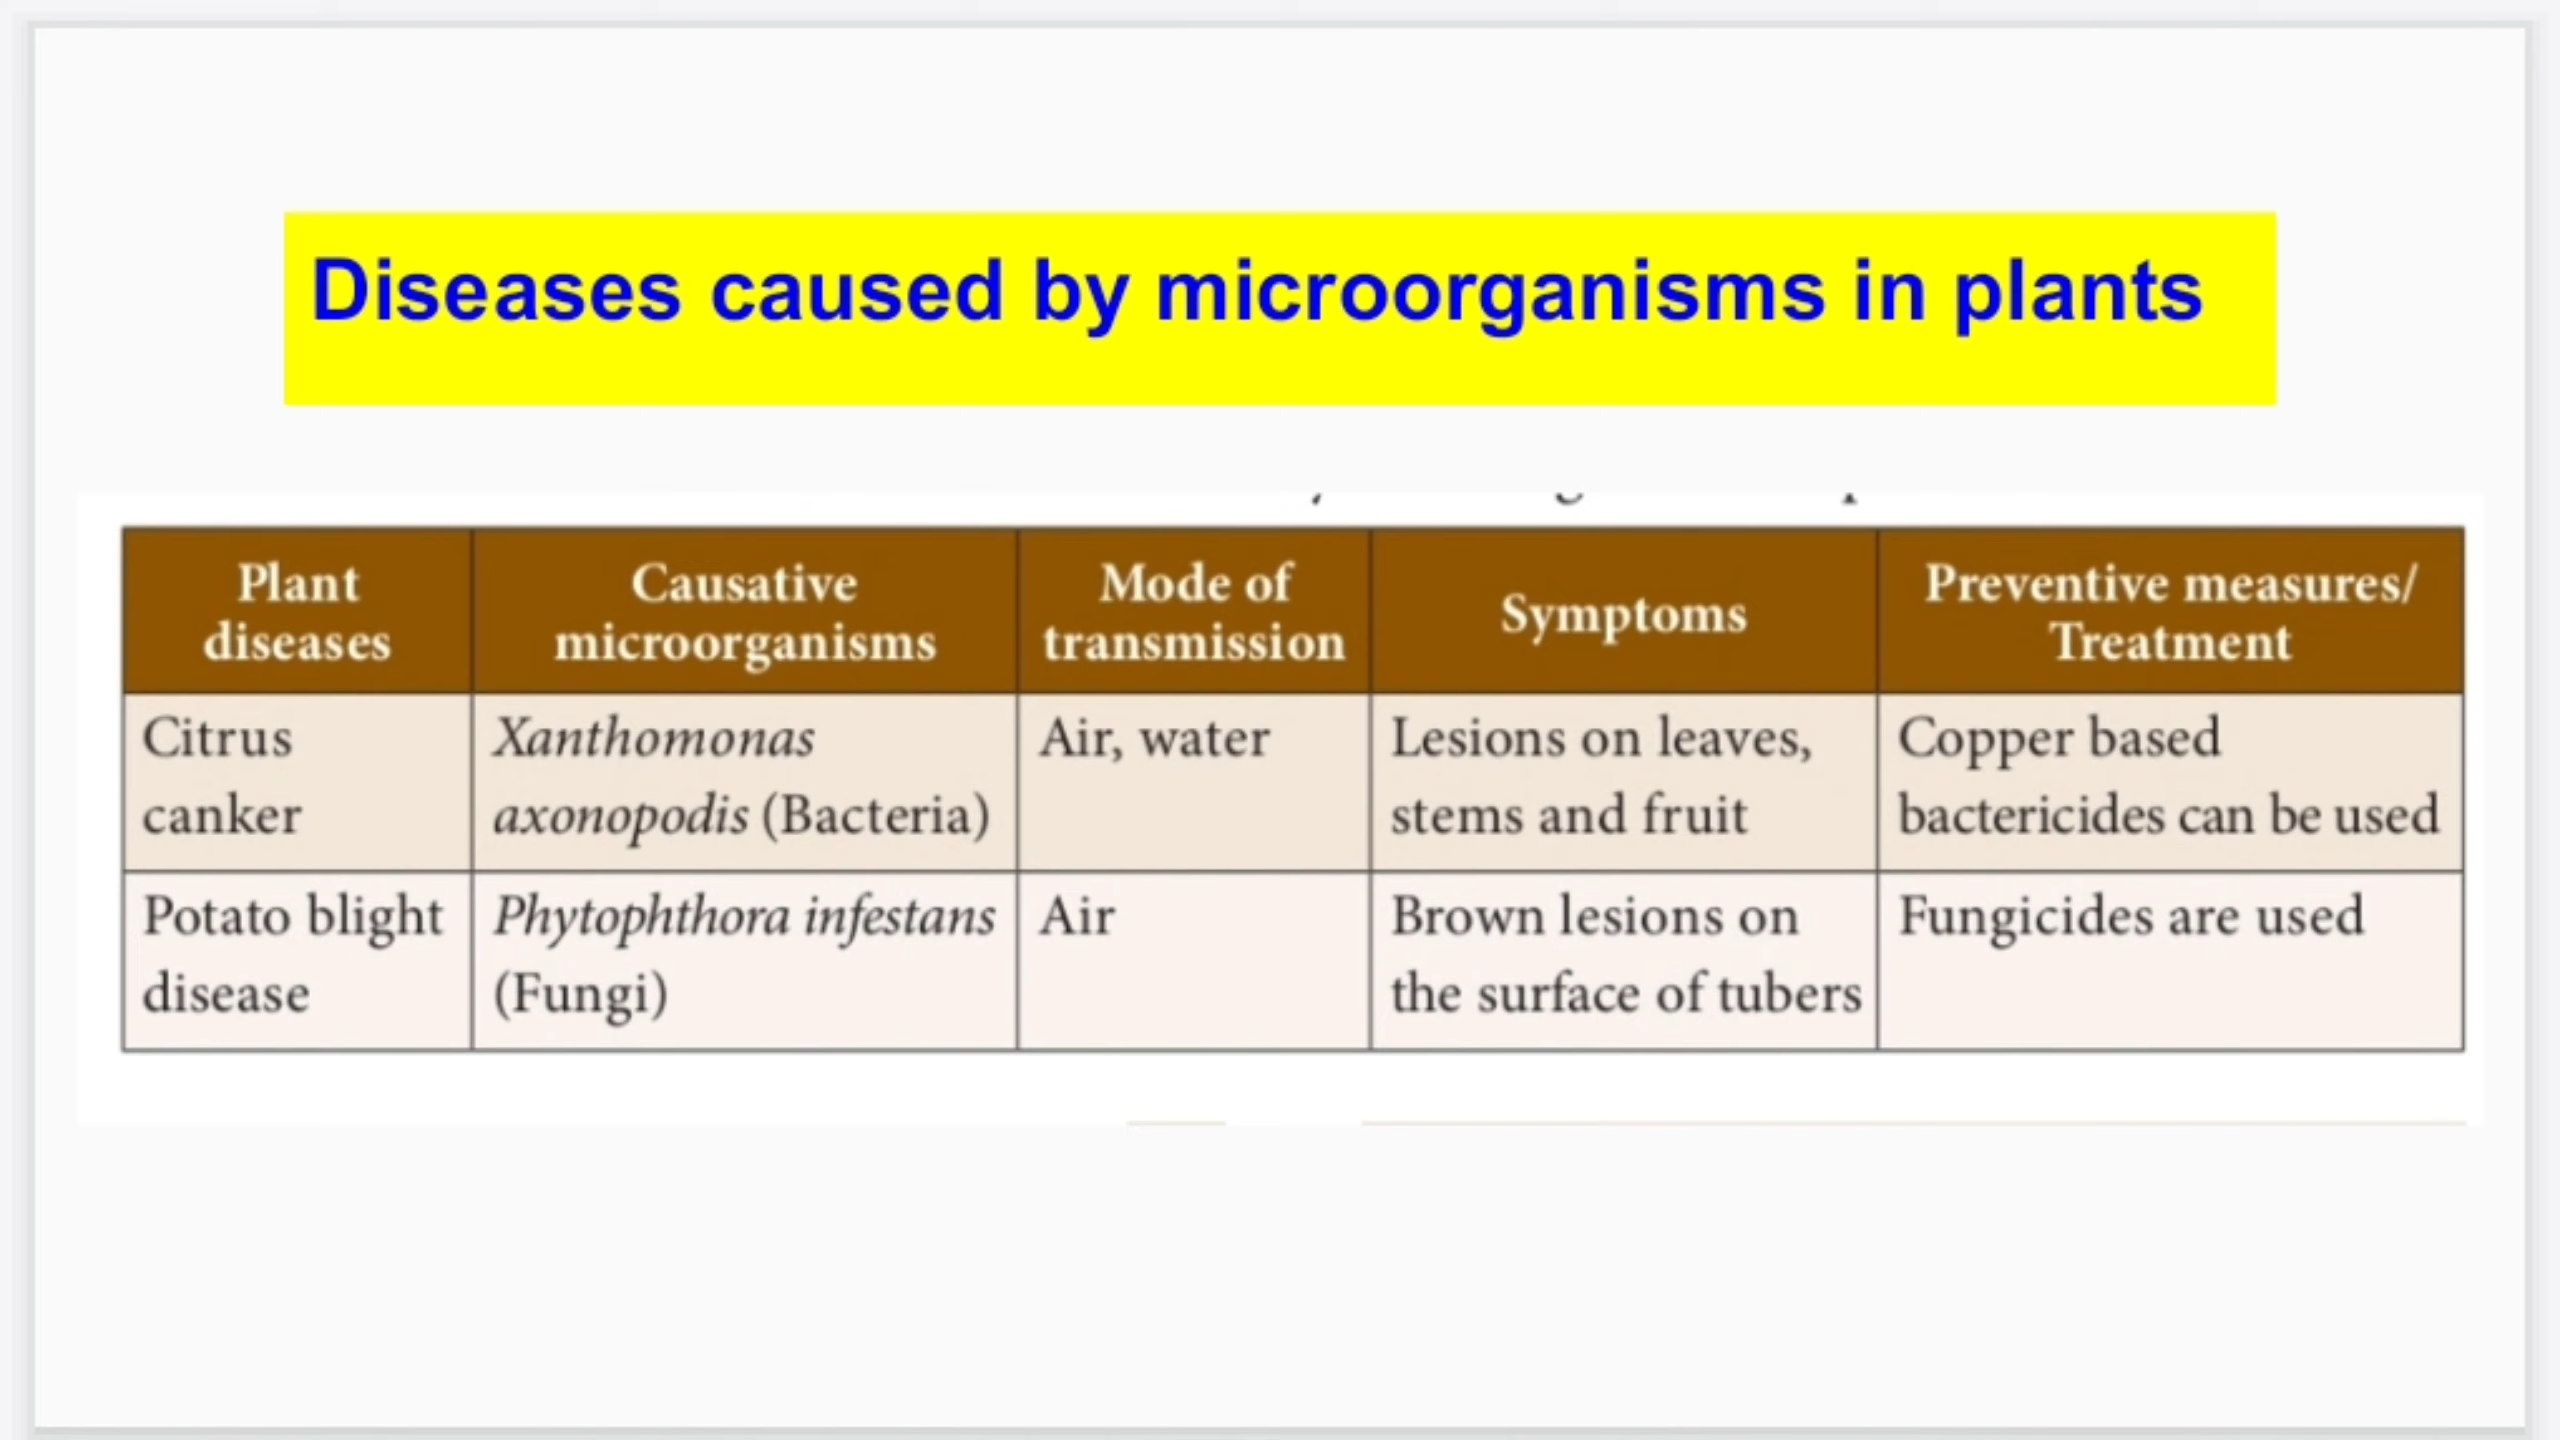 Diseases caused by microorganisms in plants
Plant
diseases
Causative
microorganisms
Mode of
transmission
Symptoms
Preventive measures/
Treatment
Citrus
canker
Xanthomonas
axonopodis (Bacteria)
Air, water
Lesions on leaves,
stems and fruit
Copper based
bactericides can be used
Potato blight
disease
Phytophthora infestans
(Fungi)
Air
Brown lesions on
the surface of tubers
Fungicides are used